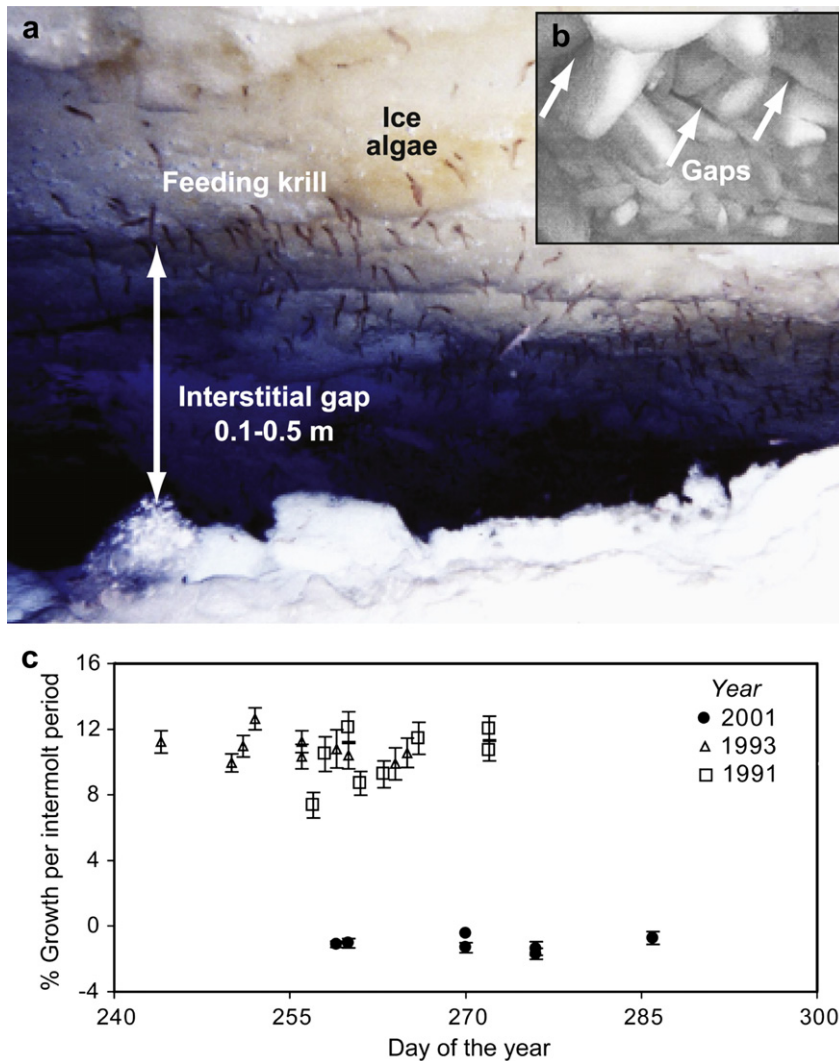 a
b
Ice
algae
Feeding krill
Gaps
Interstitial gap
0.1-0.5 m
c
% Growth per intermolt period
16
12
8
4
0
-4
Year
2001
1993
1991
240
255
270
285
300
Day of the year